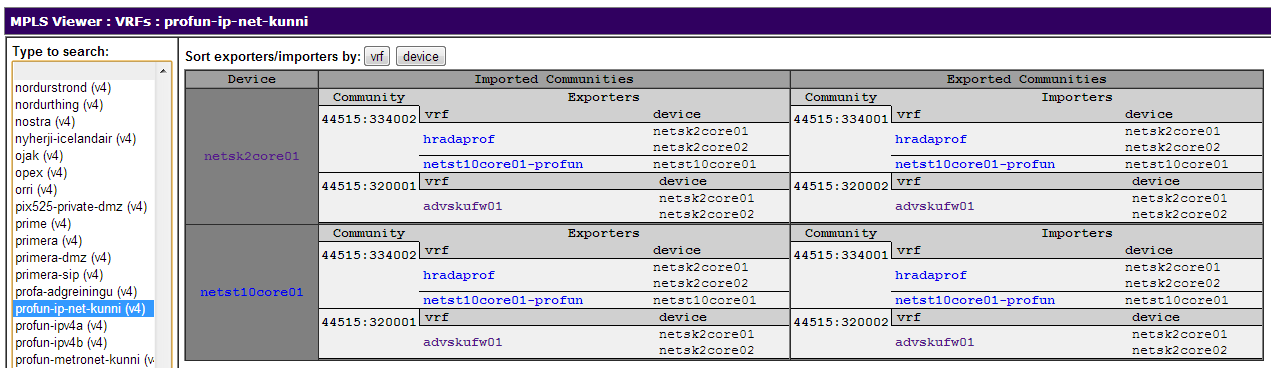 MPLS Viewer : VRFs : profun-ip-net-kunni
Type to search:
nordurstrond (v4)
nordurthing (v4)
nostra (v4)
nyherji-icelandair (v4)
ojak (v4)
opex (v4)
orri (v4)
pix525-private-dmz (v4)
prime (v4)
primera (v4)
primera-dmz (v4)
primera-sip (v4)
profa-adgreiningu (v4)
profun-ip-net-kunni (v4)
profun-ipv4a (v4)
profun-ipv4b (v4)
profun-metronet-kunni (v
Sort exporters/importers by: vrf device
Device Imported Communities Exported Communities
Community Exporters Community Importers
44515:334002 vrf device 44515:334001 vrf device
netsk2core01 netsk2core01
hradaprof hradaprof
netsk2core02 netsk2core02
netsk2core01 netst10core01-profun netst10core01 netst10core01-profun netst10core01
44515:320001 vrf device 44515:320002 vrf device
netsk2core01 netsk2core01
advskufw01 advskufw01
netsk2core02 netsk2core02
Community Exporters Community Importers
44515:334002 vrf device 44515:334001 vrf device
netsk2core01 netsk2core01
hradaprof hradaprof
netsk2core02 netsk2core02
netst10core01 netst10core01-profun netst10core01 netst10core01-profun netst10core01
44515:320001 vrf device 44515:320002 vrf device
netsk2core01 netsk2core01
advskufw01 advskufw01
netsk2core02 netsk2core02